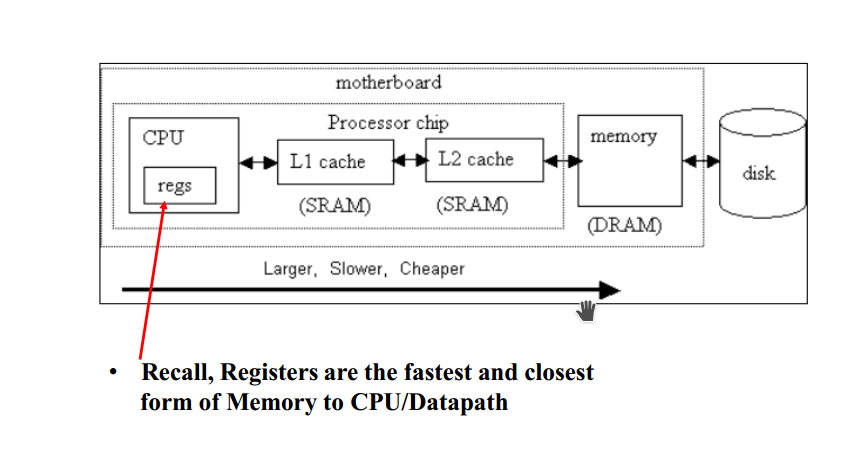 motherboard
Processor chip
CPU
regs
L1 cache
(SRAM)
L2 cache
(SRAM)
memory
(DRAM)
disk
Larger, Slower, Cheaper
• Recall, Registers are the fastest and closest
form of Memory to CPU/Datapath